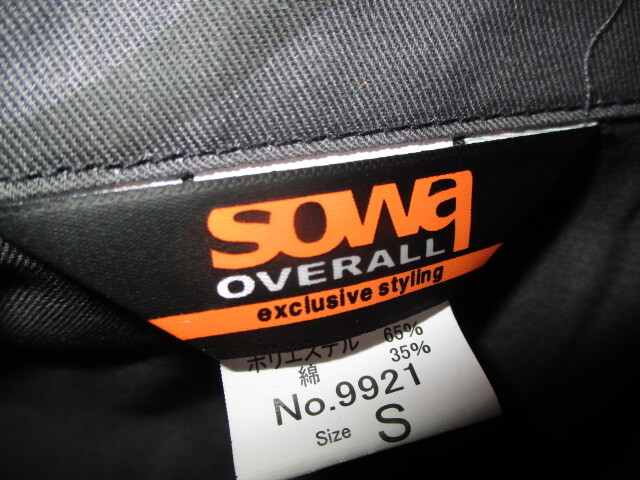 sowa
OVERALL
exclusive styling
ポリエステル 65%
綿 35%
No.9921
Size S